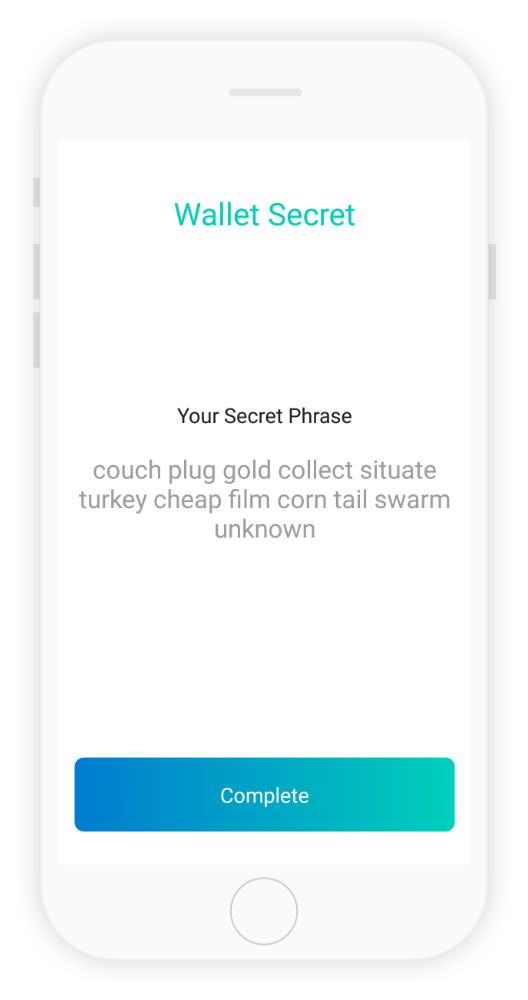 Wallet Secret
Your Secret Phrase
couch plug gold collect situate
turkey cheap film corn tail swarm
unknown
Complete